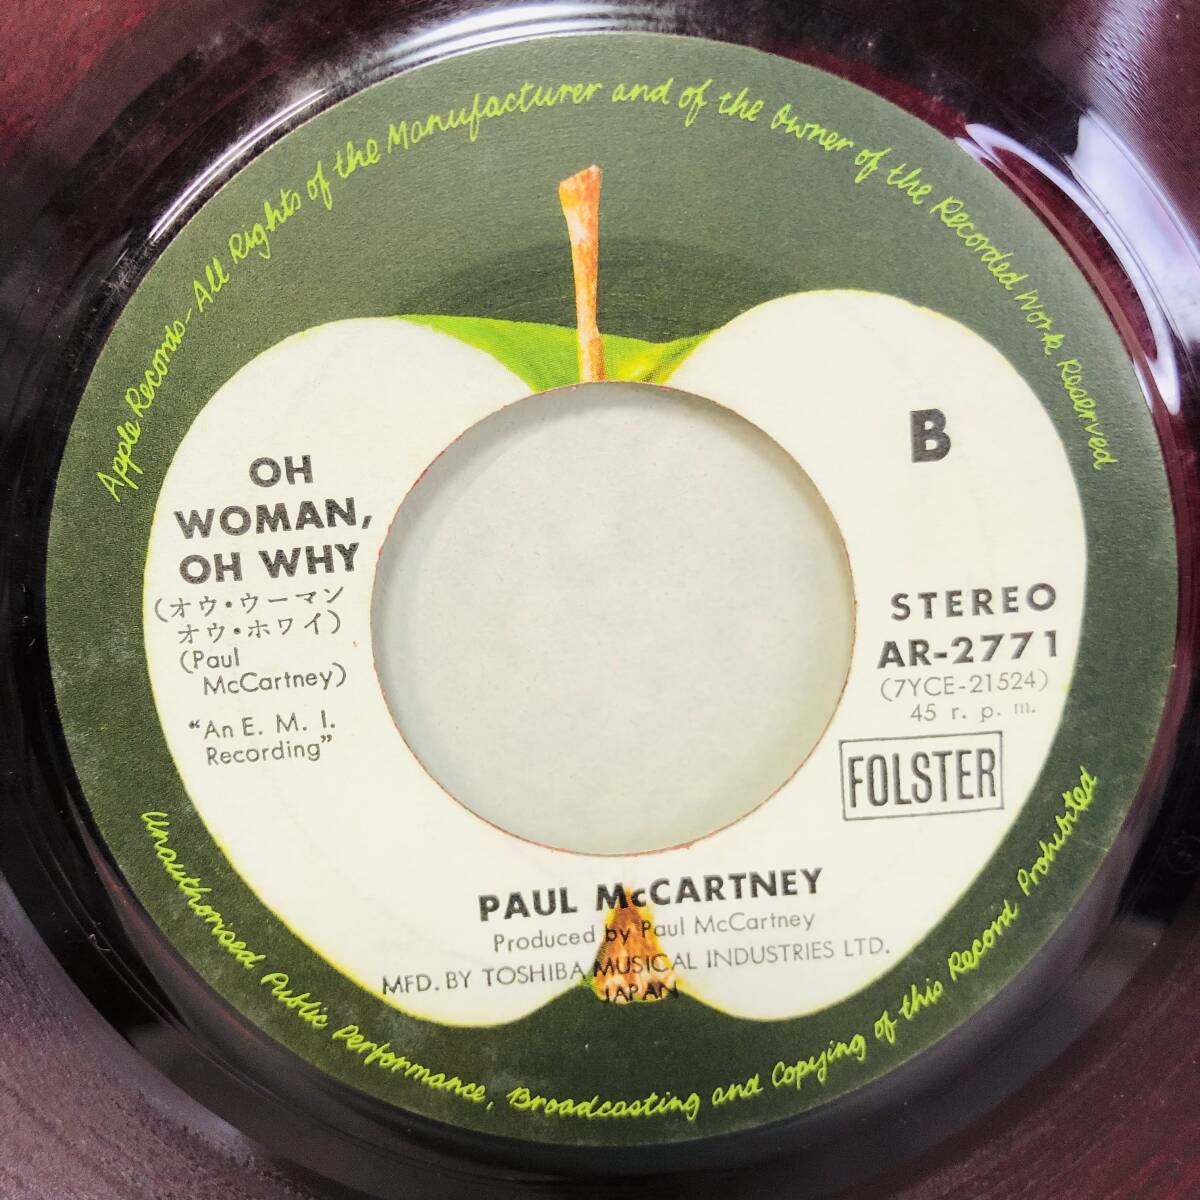 Apple Records - All Rights of the Manufacturer and of the Owner of the Recorded Work Reserved
B
OH
WOMAN,
OH WHY
(オウ・ウーマン
オウ・ホワイ)
(Paul
McCartney)
"An E. M. I.
Recording"
STEREO
AR-2771
(7YCE-21524)
45 r. p. m.
FOLSTER
PAUL McCARTNEY
Produced by Paul McCartney
MFD. BY TOSHIBA MUSICAL INDUSTRIES LTD.
JAPAN
Unauthorised Public Performance, Broadcasting and Copying of this Record Prohibited